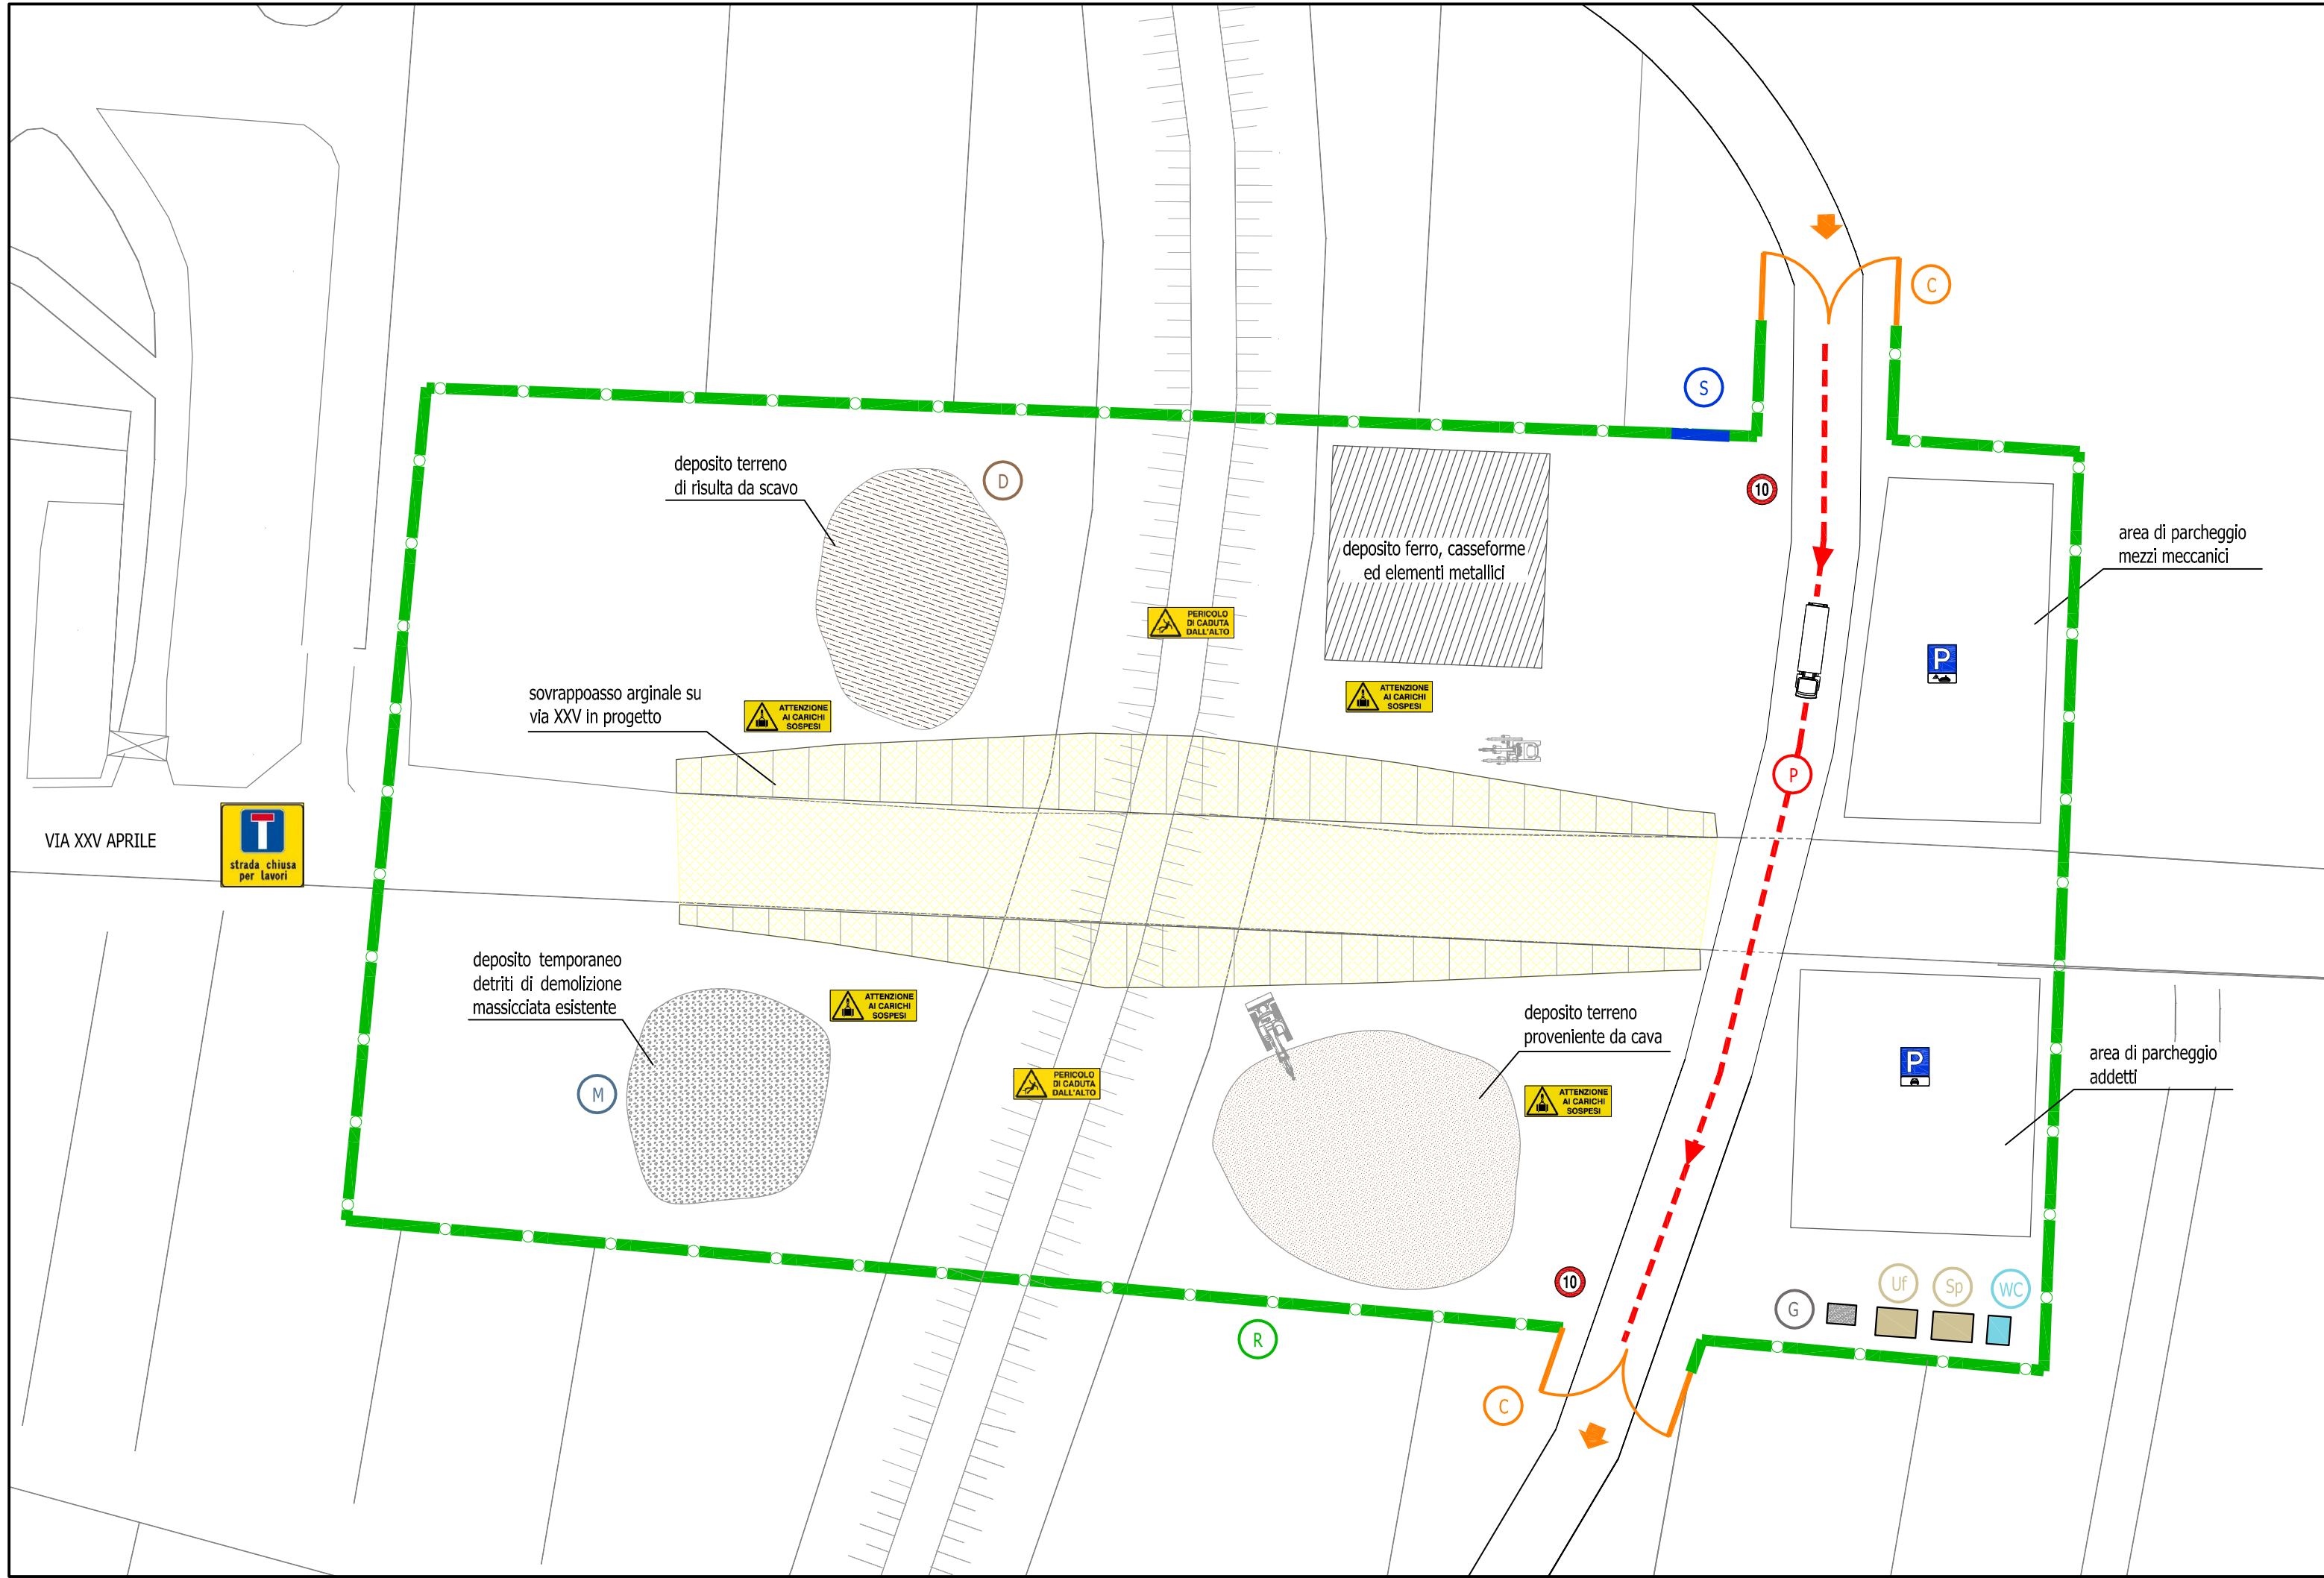 C
S
deposito terreno
di risulta da scavo
D
10
deposito ferro, casseforme
ed elementi metallici
area di parcheggio
mezzi meccanici
PERICOLO
DI CADUTA
DALL'ALTO
P
sovrappoasso arginale su
via XXV in progetto
ATTENZIONE
AI CARICHI
SOSPESI
ATTENZIONE
AI CARICHI
SOSPESI
P
VIA XXV APRILE
strada chiusa
per lavori
deposito temporaneo
detriti di demolizione
massicciata esistente
ATTENZIONE
AI CARICHI
SOSPESI
deposito terreno
proveniente da cava
P
area di parcheggio
addetti
M
PERICOLO
DI CADUTA
DALL'ALTO
ATTENZIONE
AI CARICHI
SOSPESI
10
Uf
Sp
WC
G
R
C